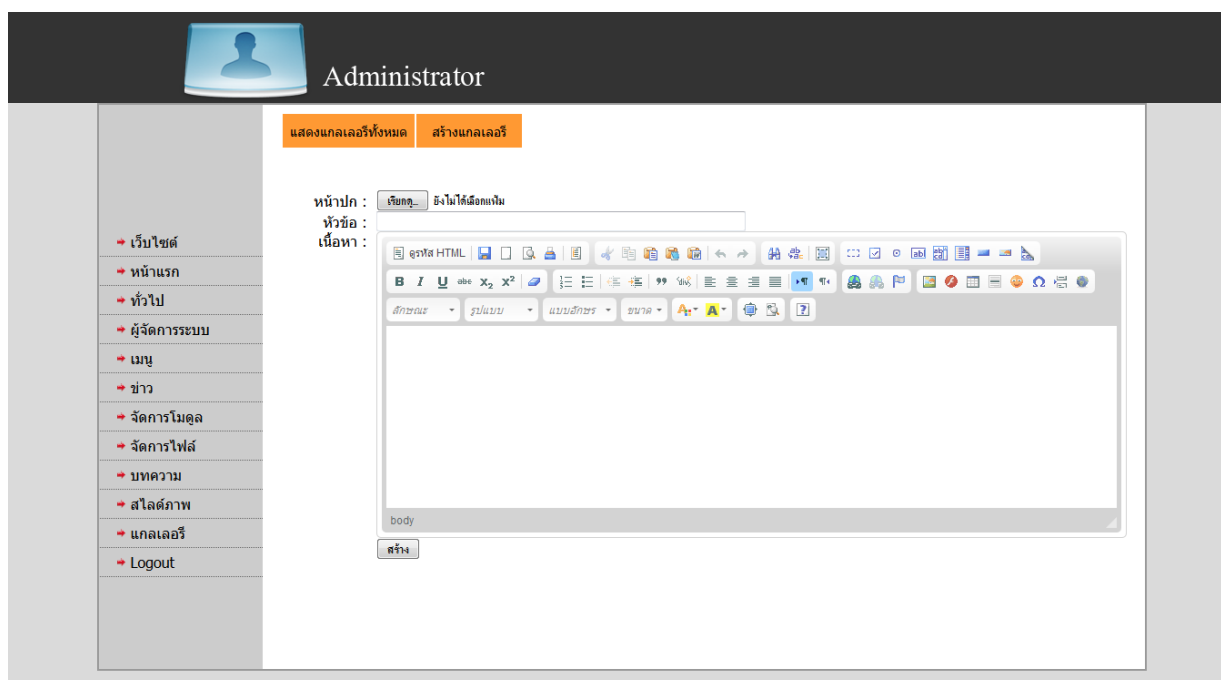 Administrator
แสดงแกลเลอรีทั้งหมด สร้างแกลเลอรี
หน้าปก : เรียกดู... ยังไม่ได้เลือกแฟ้ม
หัวข้อ :
เนื้อหา :
ดูรหัส HTML
ลักษณะ รูปแบบ แบบอักษร ขนาด
body
สร้าง
เว็บไซต์
หน้าแรก
ทั่วไป
ผู้จัดการระบบ
เมนู
ข่าว
จัดการโมดูล
จัดการไฟล์
บทความ
สไลด์ภาพ
แกลเลอรี
Logout